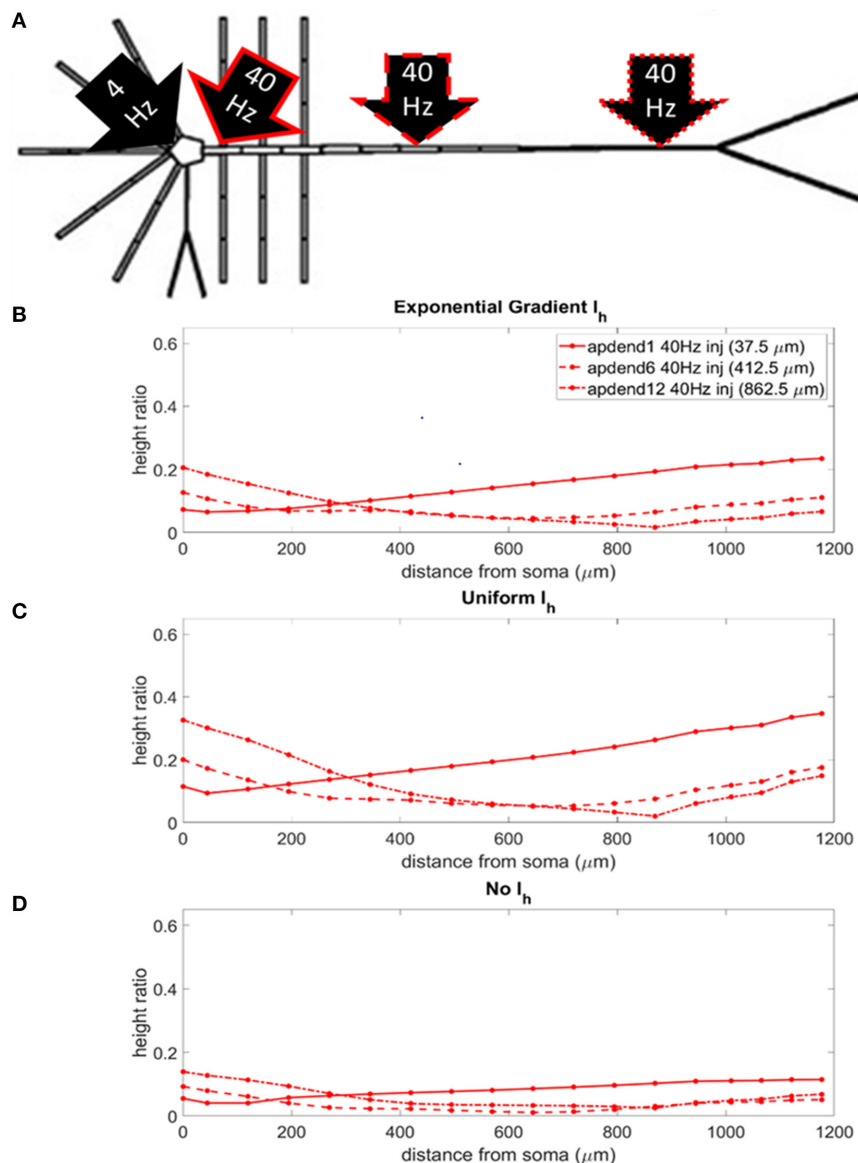 A
4 Hz
40 Hz
40 Hz
40 Hz
B
Exponential Gradient I_h
apdend1 40Hz inj (37.5 μm)
apdend6 40Hz inj (412.5 μm)
apdend12 40Hz inj (862.5 μm)
height ratio
0.6
0.4
0.2
0
0 200 400 600 800 1000 1200
distance from soma (μm)
C
Uniform I_h
height ratio
0.6
0.4
0.2
0
0 200 400 600 800 1000 1200
distance from soma (μm)
D
No I_h
height ratio
0.6
0.4
0.2
0
0 200 400 600 800 1000 1200
distance from soma (μm)